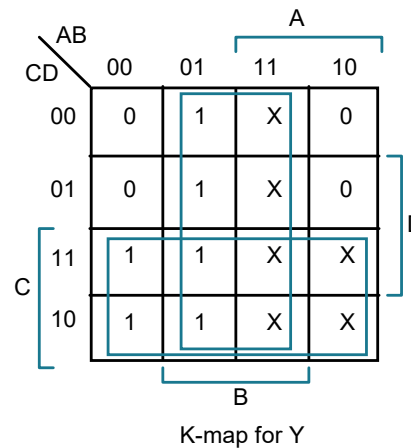 A
AB
CD
00 01 11 10
00 0 1 X 0
01 0 1 X 0
11 1 1 X X
C
10 1 1 X X
B
K-map for Y